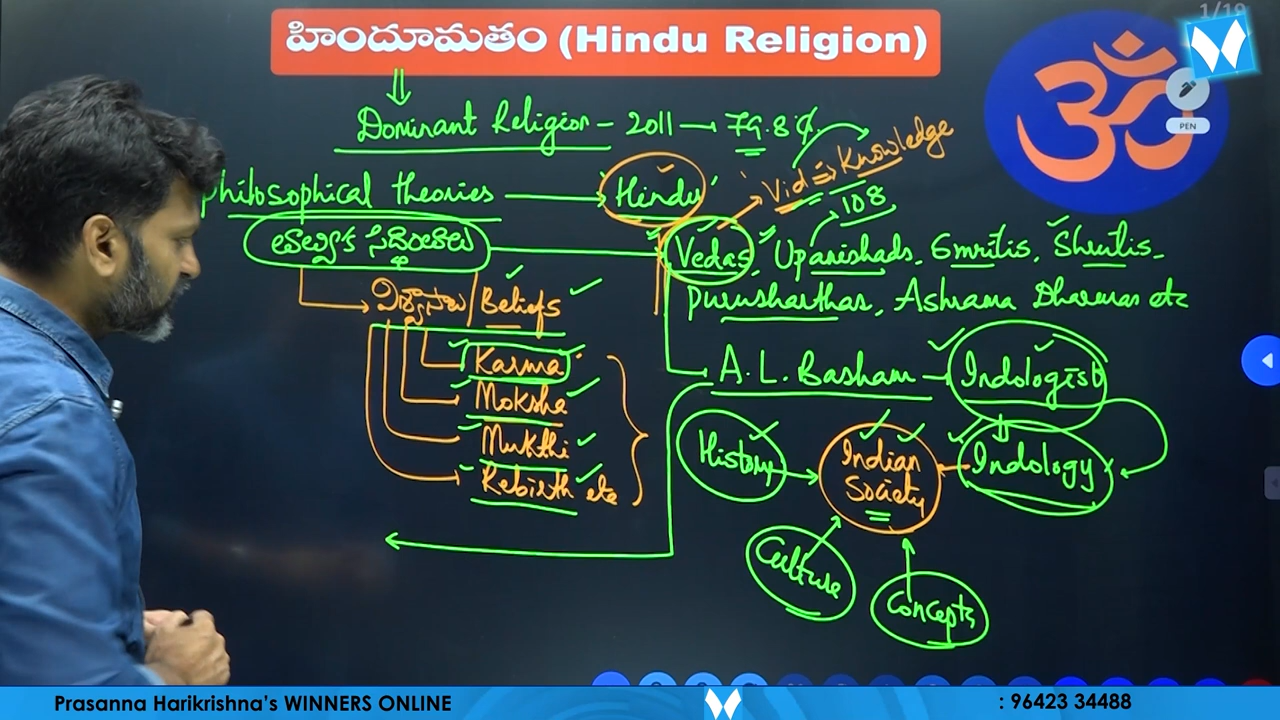 1/19
హిందూమతం (Hindu Religion)
PEN
Dominant Religion - 2011 - 79.8 %.
Vid => Knowledge
108
Philosophical theories 'Hindu'
తాత్విక సిద్ధాంతాలు Vedas, Upanishads, Smritis, Shrutis -
విశ్వాసాలు / Beliefs Purusharthas, Ashrama Dharmas etc
Karma
Moksha
Mukthi
Rebirth etc
A.L. Basham - Indologist
History Indian Society Indology
Culture
Concepts
Prasanna Harikrishna's WINNERS ONLINE : 96423 34488